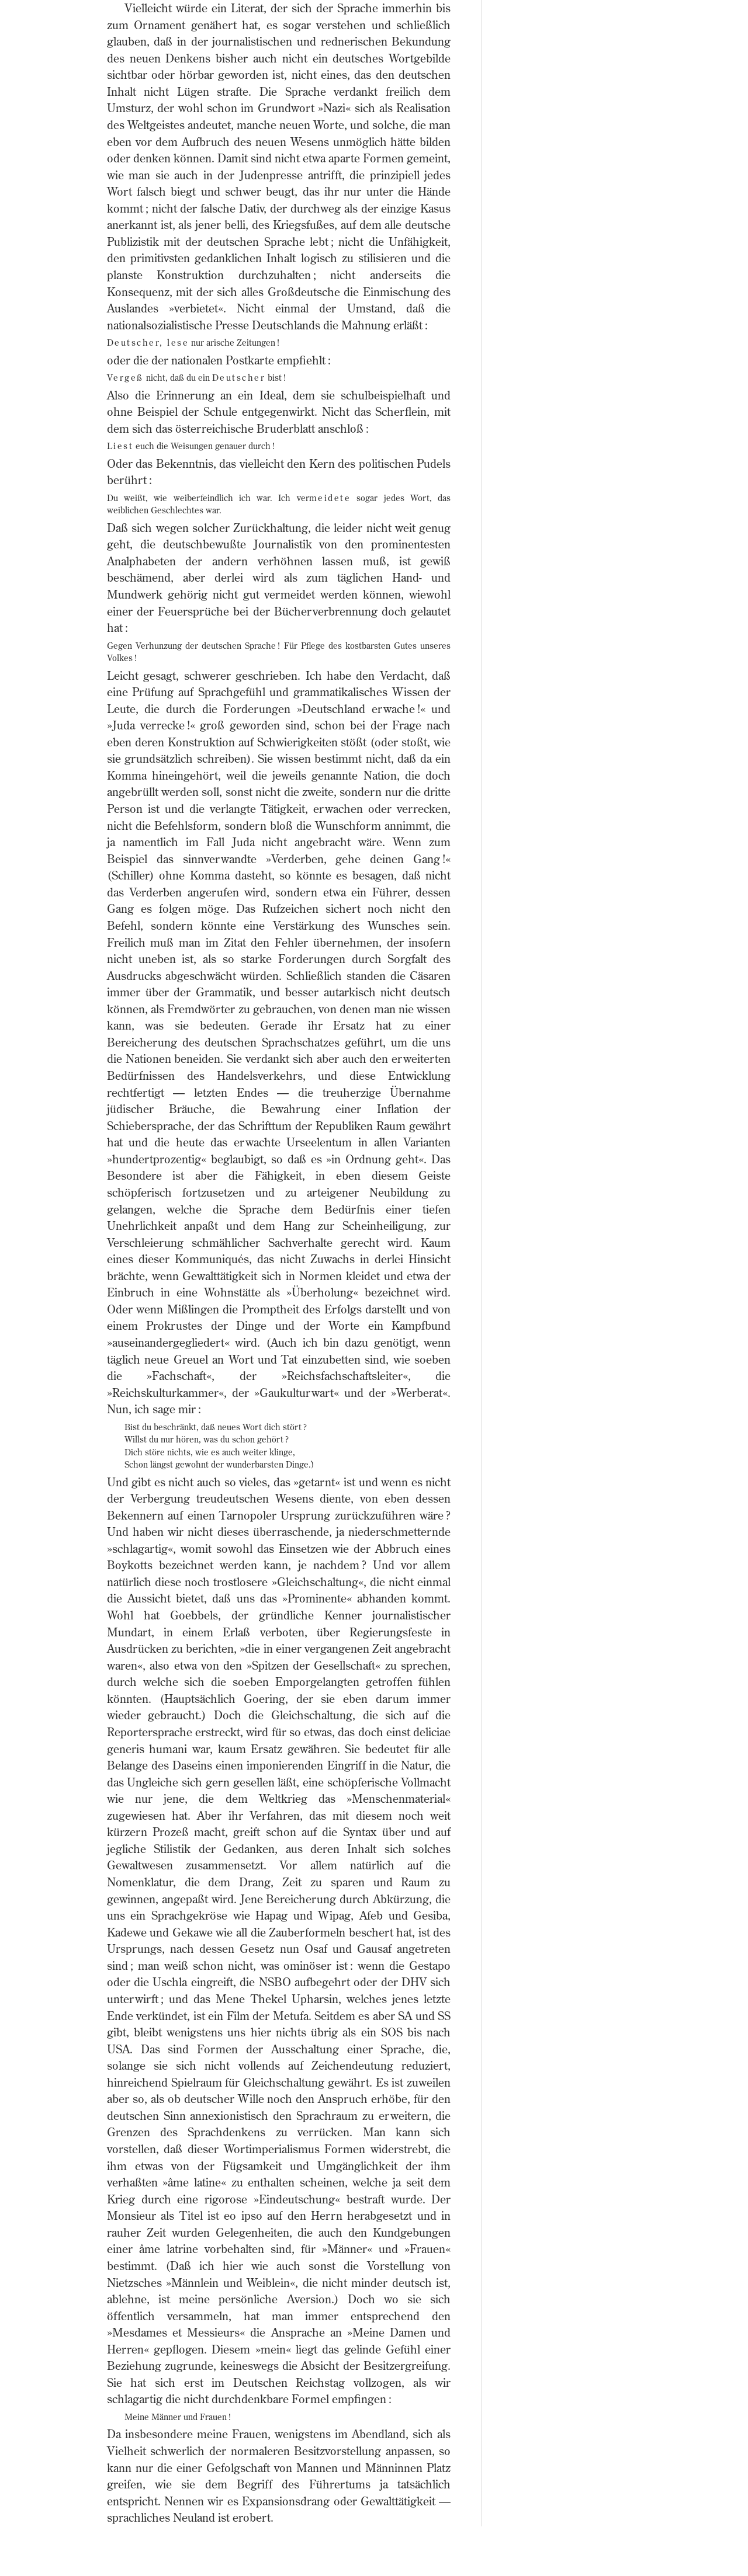 Vielleicht würde ein Literat, der sich der Sprache immerhin bis
zum Ornament genähert hat, es sogar verstehen und schließlich
glauben, daß in der journalistischen und rednerischen Bekundung
des neuen Denkens bisher auch nicht ein deutsches Wortgebilde
sichtbar oder hörbar geworden ist, nicht eines, das den deutschen
Inhalt nicht Lügen strafte. Die Sprache verdankt freilich dem
Umsturz, der wohl schon im Grundwort »Nazi« sich als Realisation
des Weltgeistes andeutet, manche neuen Worte, und solche, die man
eben vor dem Aufbruch des neuen Wesens unmöglich hätte bilden
oder denken können. Damit sind nicht etwa aparte Formen gemeint,
wie man sie auch in der Judenpresse antrifft, die prinzipiell jedes
Wort falsch biegt und schwer beugt, das ihr nur unter die Hände
kommt; nicht der falsche Dativ, der durchweg als der einzige Kasus
anerkannt ist, als jener belli, des Kriegsfußes, auf dem alle deutsche
Publizistik mit der deutschen Sprache lebt; nicht die Unfähigkeit,
den primitivsten gedanklichen Inhalt logisch zu stilisieren und die
planste Konstruktion durchzuhalten; nicht anderseits die
Konsequenz, mit der sich alles Großdeutsche die Einmischung des
Auslandes »verbietet«. Nicht einmal der Umstand, daß die
nationalsozialistische Presse Deutschlands die Mahnung erläßt:
Deutscher, lese nur arische Zeitungen!
oder die der nationalen Postkarte empfiehlt:
Vergeß nicht, daß du ein Deutscher bist!
Also die Erinnerung an ein Ideal, dem sie schulbeispielhaft und
ohne Beispiel der Schule entgegenwirkt. Nicht das Scherflein, mit
dem sich das österreichische Bruderblatt anschloß:
Liest euch die Weisungen genauer durch!
Oder das Bekenntnis, das vielleicht den Kern des politischen Pudels
berührt:
Du weißt, wie weiberfeindlich ich war. Ich vermeidete sogar jedes Wort, das
weiblichen Geschlechtes war.
Daß sich wegen solcher Zurückhaltung, die leider nicht weit genug
geht, die deutschbewußte Journalistik von den prominentesten
Analphabeten der andern verhöhnen lassen muß, ist gewiß
beschämend, aber derlei wird als zum täglichen Hand- und
Mundwerk gehörig nicht gut vermeidet werden können, wiewohl
einer der Feuersprüche bei der Bücherverbrennung doch gelautet
hat:
Gegen Verhunzung der deutschen Sprache! Für Pflege des kostbarsten Gutes unseres
Volkes!
Leicht gesagt, schwerer geschrieben. Ich habe den Verdacht, daß
eine Prüfung auf Sprachgefühl und grammatikalisches Wissen der
Leute, die durch die Forderungen »Deutschland erwache!« und
»Juda verrecke!« groß geworden sind, schon bei der Frage nach
eben deren Konstruktion auf Schwierigkeiten stößt (oder stoßt, wie
sie grundsätzlich schreiben). Sie wissen bestimmt nicht, daß da ein
Komma hineingehört, weil die jeweils genannte Nation, die doch
angebrüllt werden soll, sonst nicht die zweite, sondern nur die dritte
Person ist und die verlangte Tätigkeit, erwachen oder verrecken,
nicht die Befehlsform, sondern bloß die Wunschform annimmt, die
ja namentlich im Fall Juda nicht angebracht wäre. Wenn zum
Beispiel das sinnverwandte »Verderben, gehe deinen Gang!«
(Schiller) ohne Komma dasteht, so könnte es besagen, daß nicht
das Verderben angerufen wird, sondern etwa ein Führer, dessen
Gang es folgen möge. Das Rufzeichen sichert noch nicht den
Befehl, sondern könnte eine Verstärkung des Wunsches sein.
Freilich muß man im Zitat den Fehler übernehmen, der insofern
nicht uneben ist, als so starke Forderungen durch Sorgfalt des
Ausdrucks abgeschwächt würden. Schließlich standen die Cäsaren
immer über der Grammatik, und besser autarkisch nicht deutsch
können, als Fremdwörter zu gebrauchen, von denen man nie wissen
kann, was sie bedeuten. Gerade ihr Ersatz hat zu einer
Bereicherung des deutschen Sprachschatzes geführt, um die uns
die Nationen beneiden. Sie verdankt sich aber auch den erweiterten
Bedürfnissen des Handelsverkehrs, und diese Entwicklung
rechtfertigt — letzten Endes — die treuherzige Übernahme
jüdischer Bräuche, die Bewahrung einer Inflation der
Schiebersprache, der das Schrifttum der Republiken Raum gewährt
hat und die heute das erwachte Urseelentum in allen Varianten
»hundertprozentig« beglaubigt, so daß es »in Ordnung geht«. Das
Besondere ist aber die Fähigkeit, in eben diesem Geiste
schöpferisch fortzusetzen und zu arteigener Neubildung zu
gelangen, welche die Sprache dem Bedürfnis einer tiefen
Unehrlichkeit anpaßt und dem Hang zur Scheinheiligung, zur
Verschleierung schmählicher Sachverhalte gerecht wird. Kaum
eines dieser Kommuniqués, das nicht Zuwachs in derlei Hinsicht
brächte, wenn Gewalttätigkeit sich in Normen kleidet und etwa der
Einbruch in eine Wohnstätte als »Überholung« bezeichnet wird.
Oder wenn Mißlingen die Promptheit des Erfolgs darstellt und von
einem Prokrustes der Dinge und der Worte ein Kampfbund
»auseinandergegliedert« wird. (Auch ich bin dazu genötigt, wenn
täglich neue Greuel an Wort und Tat einzubetten sind, wie soeben
die »Fachschaft«, der »Reichsfachschaftsleiter«, die
»Reichskulturkammer«, der »Gaukulturwart« und der »Werberat«.
Nun, ich sage mir:
Bist du beschränkt, daß neues Wort dich stört?
Willst du nur hören, was du schon gehört?
Dich störe nichts, wie es auch weiter klinge,
Schon längst gewohnt der wunderbarsten Dinge.)
Und gibt es nicht auch so vieles, das »getarnt« ist und wenn es nicht
der Verbergung treudeutschen Wesens diente, von eben dessen
Bekennern auf einen Tarnopoler Ursprung zurückzuführen wäre?
Und haben wir nicht dieses überraschende, ja niederschmetternde
»schlagartig«, womit sowohl das Einsetzen wie der Abbruch eines
Boykotts bezeichnet werden kann, je nachdem? Und vor allem
natürlich diese noch trostlosere »Gleichschaltung«, die nicht einmal
die Aussicht bietet, daß uns das »Prominente« abhanden kommt.
Wohl hat Goebbels, der gründliche Kenner journalistischer
Mundart, in einem Erlaß verboten, über Regierungsfeste in
Ausdrücken zu berichten, »die in einer vergangenen Zeit angebracht
waren«, also etwa von den »Spitzen der Gesellschaft« zu sprechen,
durch welche sich die soeben Emporgelangten getroffen fühlen
könnten. (Hauptsächlich Goering, der sie eben darum immer
wieder gebraucht.) Doch die Gleichschaltung, die sich auf die
Reportersprache erstreckt, wird für so etwas, das doch einst deliciae
generis humani war, kaum Ersatz gewähren. Sie bedeutet für alle
Belange des Daseins einen imponierenden Eingriff in die Natur, die
das Ungleiche sich gern gesellen läßt, eine schöpferische Vollmacht
wie nur jene, die dem Weltkrieg das »Menschenmaterial«
zugewiesen hat. Aber ihr Verfahren, das mit diesem noch weit
kürzern Prozeß macht, greift schon auf die Syntax über und auf
jegliche Stilistik der Gedanken, aus deren Inhalt sich solches
Gewaltwesen zusammensetzt. Vor allem natürlich auf die
Nomenklatur, die dem Drang, Zeit zu sparen und Raum zu
gewinnen, angepaßt wird. Jene Bereicherung durch Abkürzung, die
uns ein Sprachgekröse wie Hapag und Wipag, Afeb und Gesiba,
Kadewe und Gekawe wie all die Zauberformeln beschert hat, ist des
Ursprungs, nach dessen Gesetz nun Osaf und Gausaf angetreten
sind; man weiß schon nicht, was ominöser ist: wenn die Gestapo
oder die Uschla eingreift, die NSBO aufbegehrt oder der DHV sich
unterwirft; und das Mene Thekel Upharsin, welches jenes letzte
Ende verkündet, ist ein Film der Metufa. Seitdem es aber SA und SS
gibt, bleibt wenigstens uns hier nichts übrig als ein SOS bis nach
USA. Das sind Formen der Ausschaltung einer Sprache, die,
solange sie sich nicht vollends auf Zeichendeutung reduziert,
hinreichend Spielraum für Gleichschaltung gewährt. Es ist zuweilen
aber so, als ob deutscher Wille noch den Anspruch erhöbe, für den
deutschen Sinn annexionistisch den Sprachraum zu erweitern, die
Grenzen des Sprachdenkens zu verrücken. Man kann sich
vorstellen, daß dieser Wortimperialismus Formen widerstrebt, die
ihm etwas von der Fügsamkeit und Umgänglichkeit der ihm
verhaßten »âme latine« zu enthalten scheinen, welche ja seit dem
Krieg durch eine rigorose »Eindeutschung« bestraft wurde. Der
Monsieur als Titel ist eo ipso auf den Herrn herabgesetzt und in
rauher Zeit wurden Gelegenheiten, die auch den Kundgebungen
einer âme latrine vorbehalten sind, für »Männer« und »Frauen«
bestimmt. (Daß ich hier wie auch sonst die Vorstellung von
Nietzsches »Männlein und Weiblein«, die nicht minder deutsch ist,
ablehne, ist meine persönliche Aversion.) Doch wo sie sich
öffentlich versammeln, hat man immer entsprechend den
»Mesdames et Messieurs« die Ansprache an »Meine Damen und
Herren« gepflogen. Diesem »mein« liegt das gelinde Gefühl einer
Beziehung zugrunde, keineswegs die Absicht der Besitzergreifung.
Sie hat sich erst im Deutschen Reichstag vollzogen, als wir
schlagartig die nicht durchdenkbare Formel empfingen:
Meine Männer und Frauen!
Da insbesondere meine Frauen, wenigstens im Abendland, sich als
Vielheit schwerlich der normaleren Besitzvorstellung anpassen, so
kann nur die einer Gefolgschaft von Mannen und Männinnen Platz
greifen, wie sie dem Begriff des Führertums ja tatsächlich
entspricht. Nennen wir es Expansionsdrang oder Gewalttätigkeit —
sprachliches Neuland ist erobert.